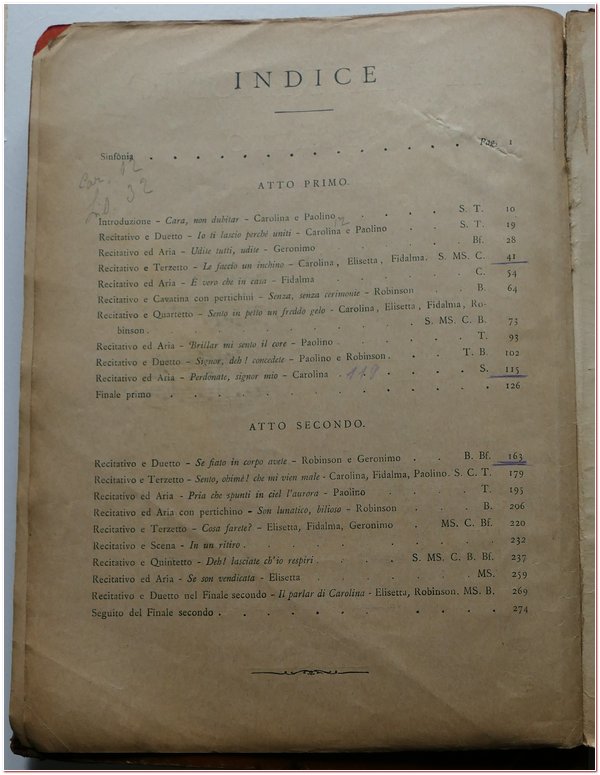 INDICE
Pag. 1
Sinfonia . . . . . . . . . . . . . .
Car. 12
32
ATTO PRIMO.
Introduzione - Cara, non dubitar - Carolina e Paolino . . . . S. T. 10
Recitativo e Duetto - Io ti lascio perchè uniti - Carolina e Paolino . . S. T. 19
Recitativo ed Aria - Udite tutti, udite - Geronimo . . . . . Bf. 28
Recitativo e Terzetto - Le faccio un inchino - Carolina, Elisetta, Fidalma. S. MS. C. 41
Recitativo ed Aria - È vero che in casa - Fidalma . . . . . C. 54
Recitativo e Cavatina con pertichini - Senza, senza cerimonie - Robinson . . B. 64
Recitativo e Quartetto - Sento in petto un freddo gelo - Carolina, Elisetta, Fidalma, Ro-
binson . . . . . . . . S. MS. C. B. 73
Recitativo ed Aria - Brillar mi sento il core - Paolino . . . . . T. 93
Recitativo e Duetto - Signor, deh! concedete - Paolino e Robinson . . . T. B 102
Recitativo ed Aria - Perdonate, signor mio - Carolina . 119 . . . . S. 115
Finale primo . . . . . . . . . . 126
ATTO SECONDO.
Recitativo e Duetto - Se fiato in corpo avete - Robinson e Geronimo . . B. Bf. 163
Recitativo e Terzetto - Sento, ohimè! che mi vien male - Carolina, Fidalma, Paolino. S. C. T. 179
Recitativo ed Aria - Pria che spunti in ciel l'aurora - Paolino . . . . T. 195
Recitativo ed Aria con pertichino - Son lunatico, bilioso - Robinson . . . B. 206
Recitativo e Terzetto - Cosa farete? - Elisetta, Fidalma, Geronimo . . MS. C. Bf. 220
Recitativo e Scena - In un ritiro . . . . . . . 232
Recitativo e Quintetto - Deh! lasciate ch'io respiri . . . . S. MS. C. B. Bf. 237
Recitativo ed Aria - Se son vendicata - Elisetta . . . . . MS. 259
Recitativo e Duetto nel Finale secondo - Il parlar di Carolina - Elisetta, Robinson. MS. B. 269
Seguito del Finale secondo . . . . . . . . . 274